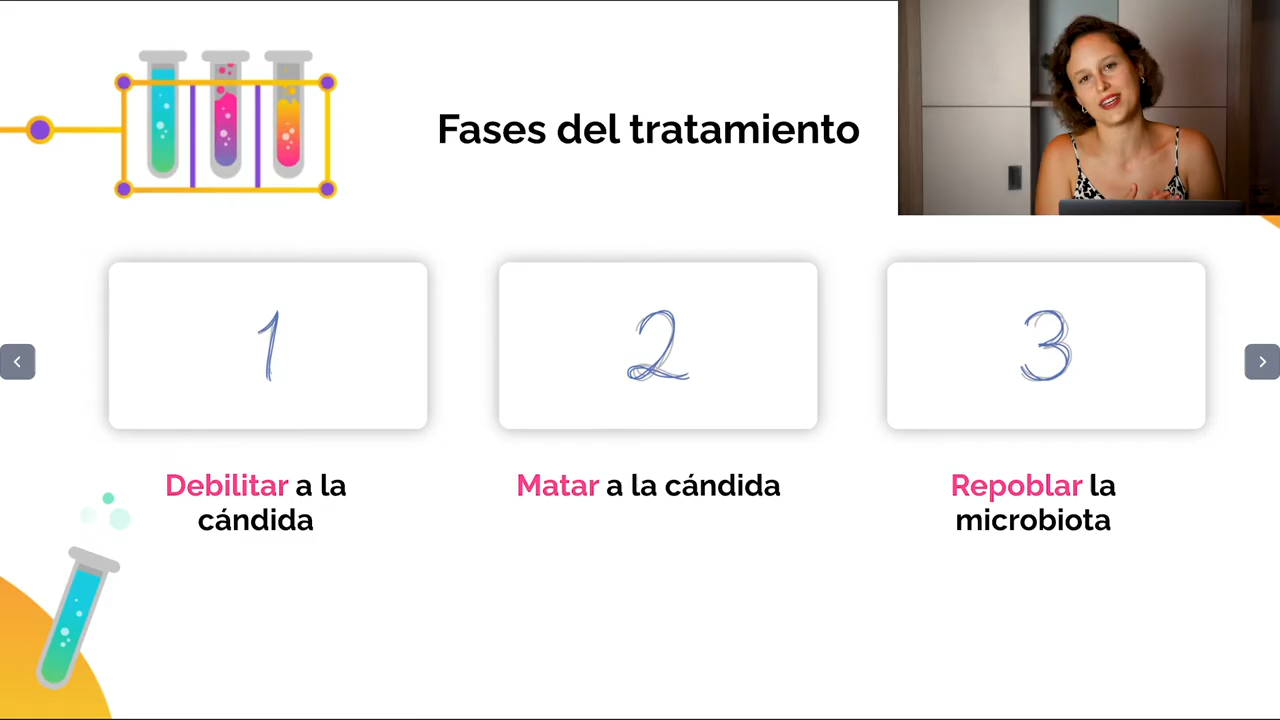 Fases del tratamiento
1
2
3
Debilitar a la
cándida
Matar a la cándida
Repoblar la
microbiota